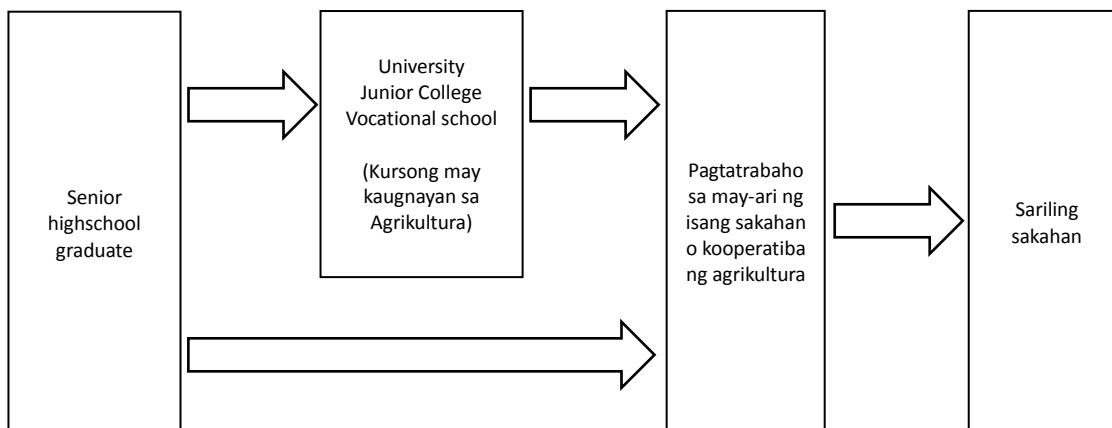 Senior
highschool
graduate
University
Junior College
Vocational school
(Kursong may
kaugnayan sa
Agrikultura)
Pagtatrabaho
sa may-ari ng
isang sakahan
o kooperatiba
ng agrikultura
Sariling
sakahan